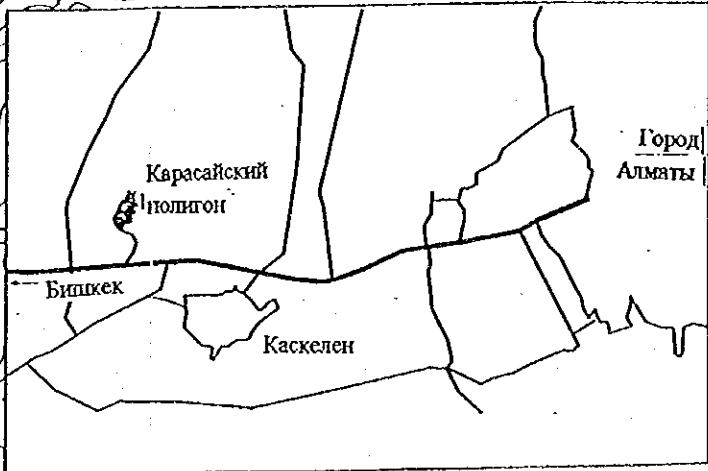 Город
Алматы
Карасайский
полигон
Бишкек
Каскелен